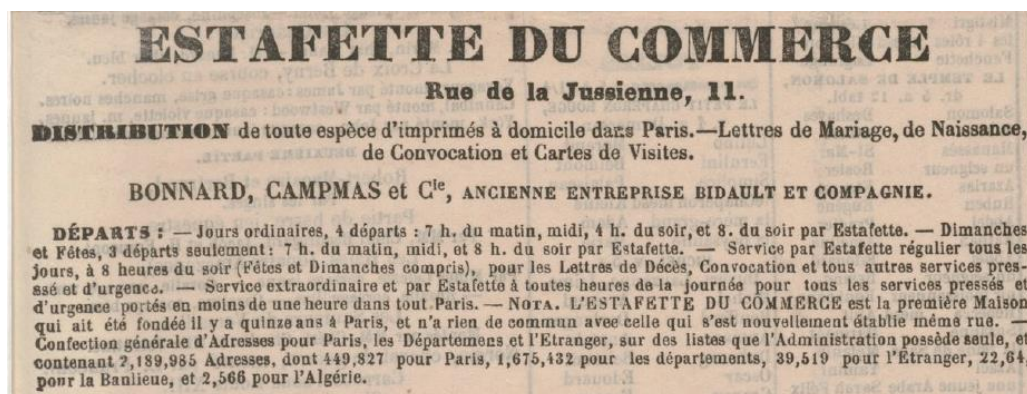 ESTAFETTE DU COMMERCE
Rue de la Jussienne, 11.
DISTRIBUTION de toute espèce d'imprimés à domicile dans Paris.—Lettres de Mariage, de Naissance,
de Convocation et Cartes de Visites.
BONNARD, CAMPMAS et Cie, ANCIENNE ENTREPRISE BIDAULT ET COMPAGNIE.
DÉPARTS : — Jours ordinaires, 4 départs : 7 h. du matin, midi, 4 h. du soir, et 8. du soir par Estafette. — Dimanches
et Fêtes, 3 départs seulement: 7 h. du matin, midi, et 8 h. du soir par Estafette. — Service par Estafette régulier tous les
jours, à 8 heures du soir (Fêtes et Dimanches compris), pour les Lettres de Décès, Convocation et tous autres services pres-
sé et d'urgence. — Service extraordinaire et par Estafette à toutes heures de la journée pour tous les services pressés et
d'urgence portés en moins de une heure dans tout Paris. — NOTA. L'ESTAFETTE DU COMMERCE est la première Maison
qui ait été fondée il y a quinze ans à Paris, et n'a rien de commun avec celle qui s'est nouvellement établie même rue. —
Confection générale d'Adresses pour Paris, les Départemens et l'Etranger, sur des listes que l'Administration possède seule, et
contenant 2,189,985 Adresses, dont 449,827 pour Paris, 1,675,432 pour les départements, 39,519 pour l'Étranger, 22,64
pour la Banlieue, et 2,566 pour l'Algérie.